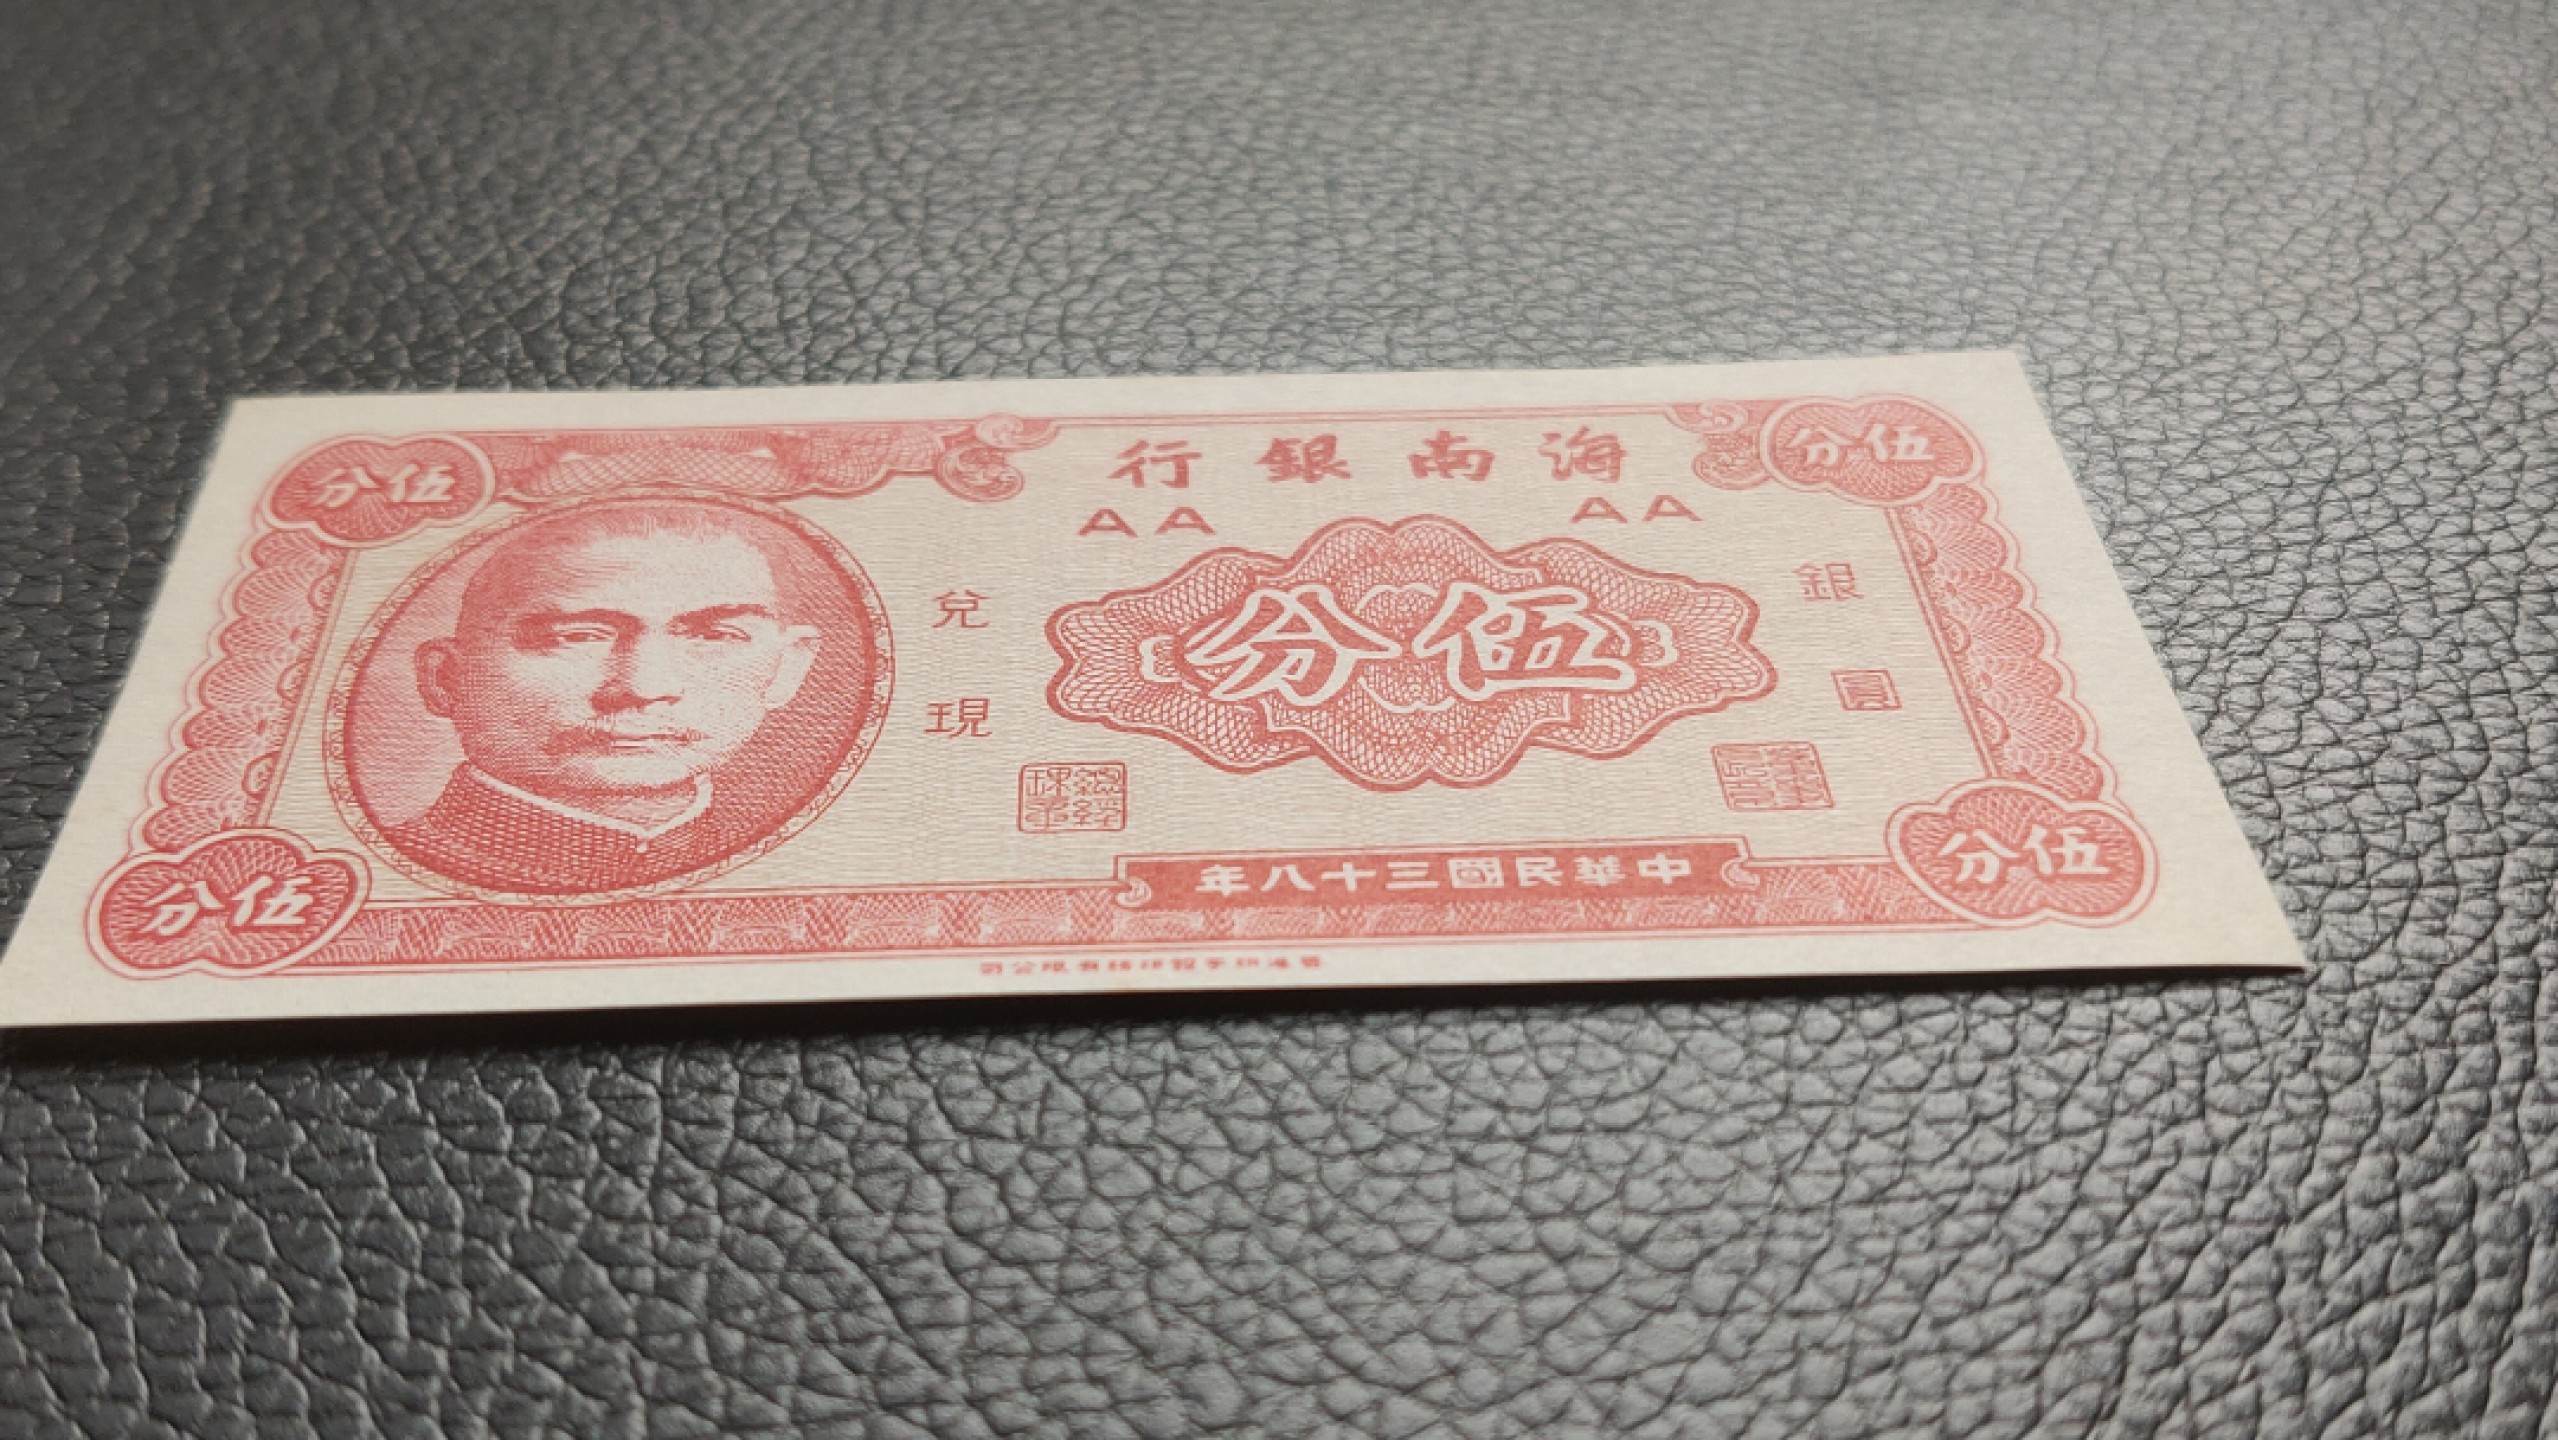 伍分
伍分
海南銀行
AA
AA
銀圓
兌現
伍分
中華民國三十八年
伍分
伍分